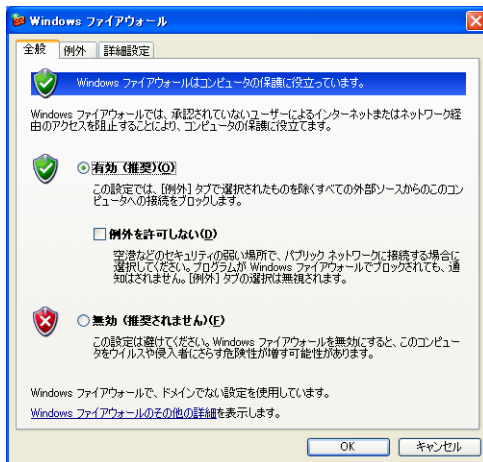 Windows ファイアウォール
全般 例外 詳細設定
Windows ファイアウォールはコンピュータの保護に役立っています。
Windows ファイアウォールでは、承認されていないユーザーによるインターネットまたはネットワーク経
由のアクセスを阻止することにより、コンピュータの保護に役立てます。
有効 (推奨)(O)
この設定では、[例外] タブで選択されたものを除くすべての外部ソースからのこのコン
ピュータへの接続をブロックします。
例外を許可しない(D)
空港などのセキュリティの弱い場所で、パブリック ネットワークに接続する場合に
選択してください。プログラムが Windows ファイアウォールでブロックされても、通
知はされません。[例外] タブの選択は無視されます。
無効 (推奨されません)(F)
この設定は避けてください。Windows ファイアウォールを無効にすると、このコンピュー
タをウイルスや侵入者にさらす危険性が増す可能性があります。
Windows ファイアウォールで、ドメインでない設定を使用しています。
Windows ファイアウォールのその他の詳細を表示します。
OK キャンセル